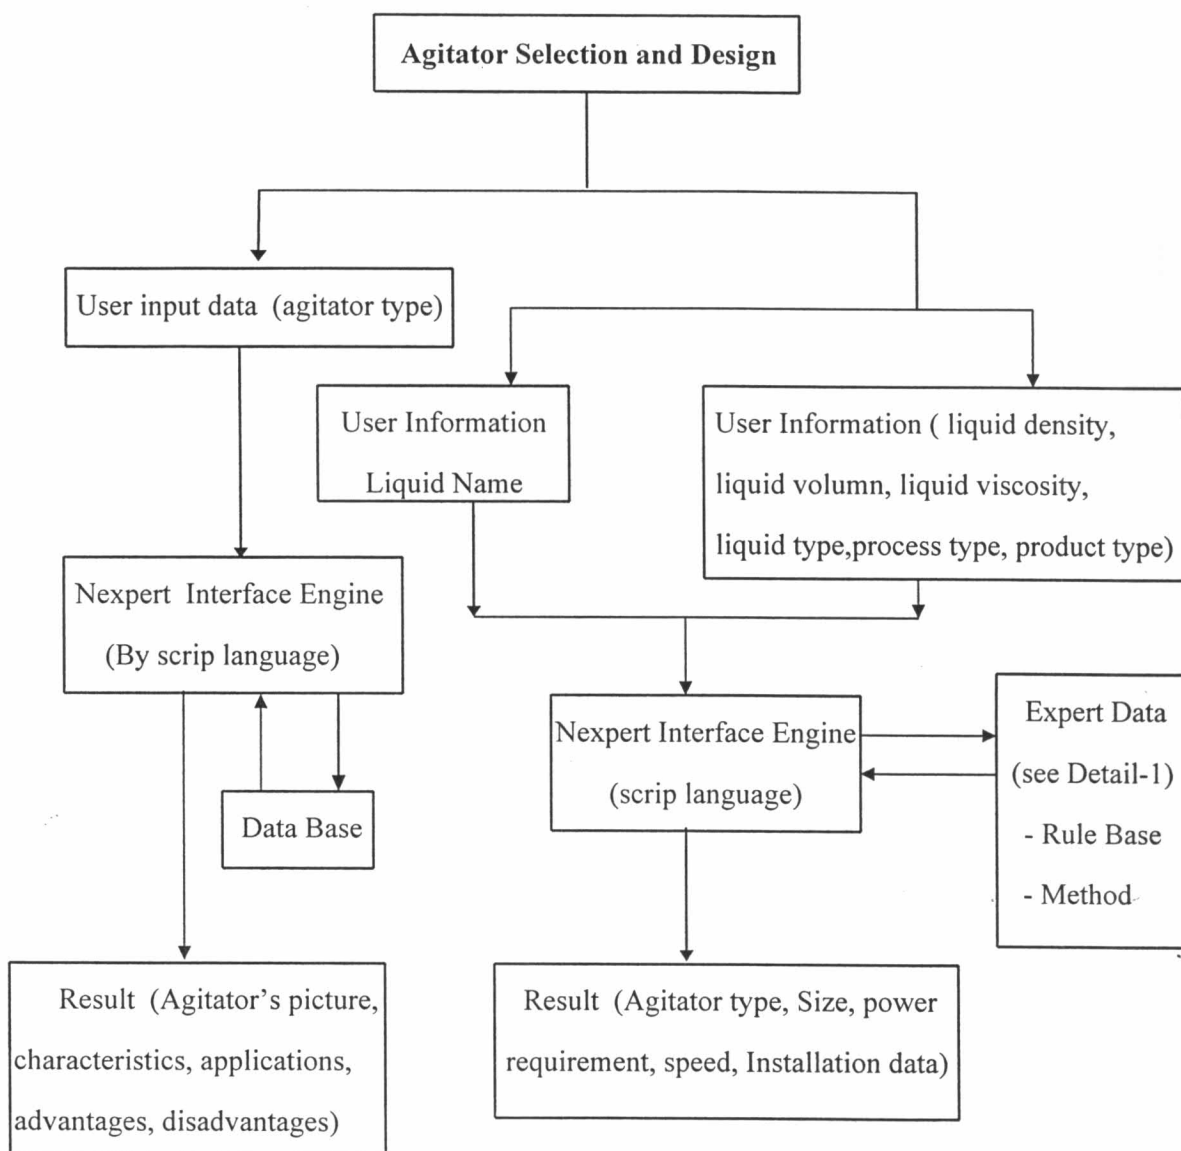 Agitator Selection and Design
User input data (agitator type)
User Information
Liquid Name
User Information ( liquid density,
liquid volumn, liquid viscosity,
liquid type,process type, product type)
Nexpert Interface Engine
(By scrip language)
Data Base
Nexpert Interface Engine
(scrip language)
Expert Data
(see Detail-1)
- Rule Base
- Method
Result (Agitator's picture,
characteristics, applications,
advantages, disadvantages)
Result (Agitator type, Size, power
requirement, speed, Installation data)